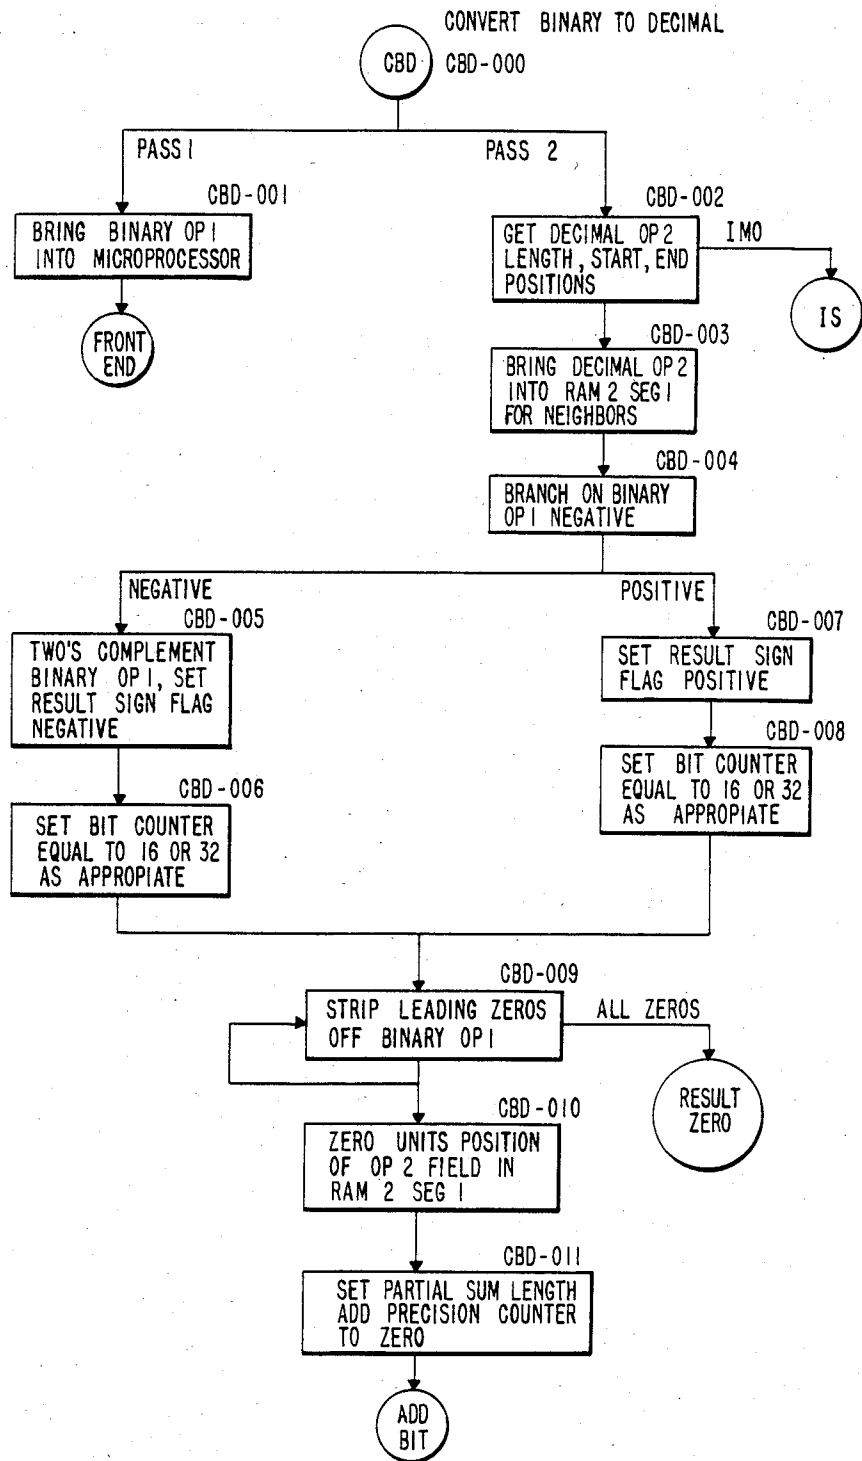 CONVERT BINARY TO DECIMAL
CBD
CBD-000
PASS 1
PASS 2
CBD-001
BRING BINARY OP 1
INTO MICROPROCESSOR
FRONT
END
CBD-002
GET DECIMAL OP 2
LENGTH, START, END
POSITIONS
IMO
IS
CBD-003
BRING DECIMAL OP 2
INTO RAM 2 SEG 1
FOR NEIGHBORS
CBD-004
BRANCH ON BINARY
OP 1 NEGATIVE
NEGATIVE
POSITIVE
CBD-005
TWO'S COMPLEMENT
BINARY OP 1, SET
RESULT SIGN FLAG
NEGATIVE
CBD-006
SET BIT COUNTER
EQUAL TO 16 OR 32
AS APPROPIATE
CBD-007
SET RESULT SIGN
FLAG POSITIVE
CBD-008
SET BIT COUNTER
EQUAL TO 16 OR 32
AS APPROPIATE
CBD-009
STRIP LEADING ZEROS
OFF BINARY OP 1
ALL ZEROS
RESULT
ZERO
CBD-010
ZERO UNITS POSITION
OF OP 2 FIELD IN
RAM 2 SEG 1
CBD-011
SET PARTIAL SUM LENGTH
ADD PRECISION COUNTER
TO ZERO
ADD
BIT